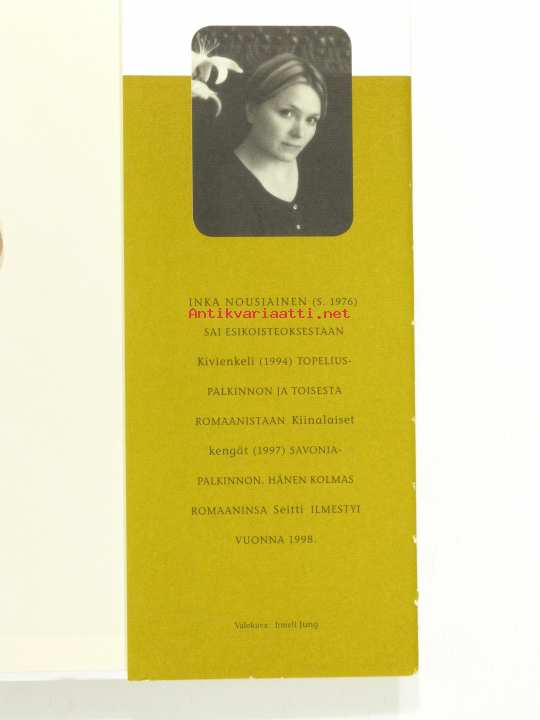 INKA NOUSIAINEN (S. 1976)
Antikvariaatti.net
SAI ESIKOISTEOKSESTAAN
Kivienkeli (1994) TOPELIUS-
PALKINNON JA TOISESTA
ROMAANISTAAN Kiinalaiset
kengät (1997) SAVONIA-
PALKINNON. HÄNEN KOLMAS
ROMAANINSA Seitti ILMESTYI
VUONNA 1998.
Valokuva: Irmeli Jung